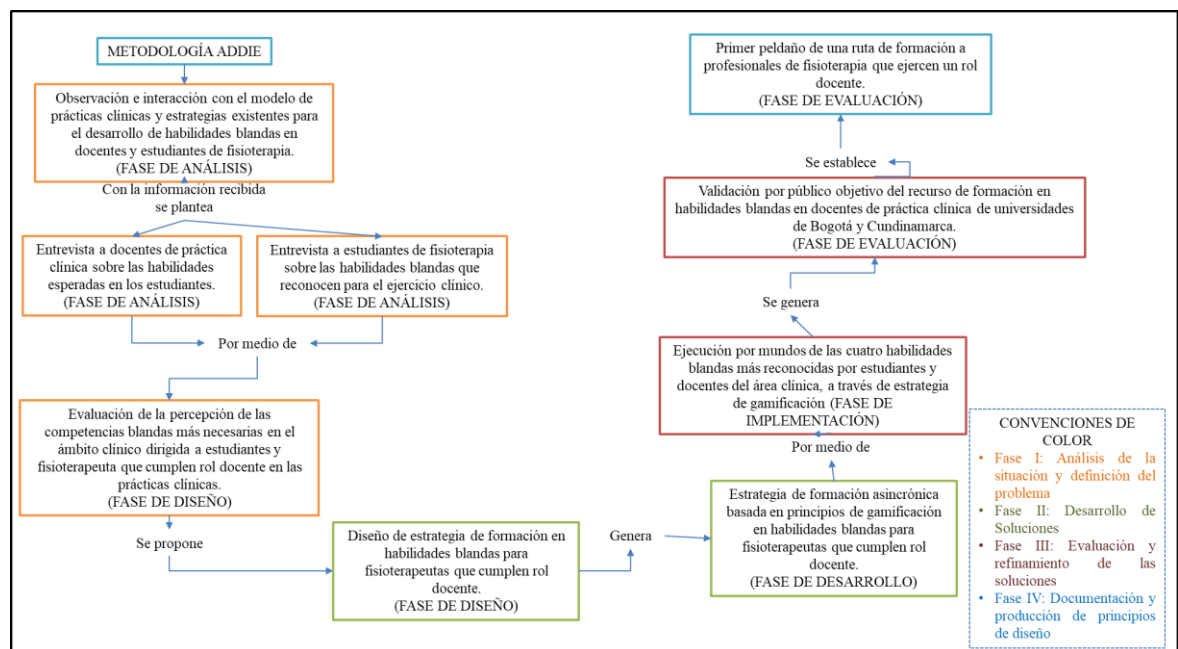 METODOLOGÍA ADDIE
Observación e interacción con el modelo de
prácticas clínicas y estrategias existentes para
el desarrollo de habilidades blandas en
docentes y estudiantes de fisioterapia.
(FASE DE ANÁLISIS)
Con la información recibida
se plantea
Entrevista a docentes de práctica
clínica sobre las habilidades
esperadas en los estudiantes.
(FASE DE ANÁLISIS)
Entrevista a estudiantes de fisioterapia
sobre las habilidades blandas que
reconocen para el ejercicio clínico.
(FASE DE ANÁLISIS)
Por medio de
Evaluación de la percepción de las
competencias blandas más necesarias en el
ámbito clínico dirigida a estudiantes y
fisioterapeuta que cumplen rol docente en las
prácticas clínicas.
(FASE DE DISEÑO)
Se propone
Diseño de estrategia de formación en
habilidades blandas para
fisioterapeutas que cumplen rol
docente.
(FASE DE DISEÑO)
Genera
Estrategia de formación asincrónica
basada en principios de gamificación
en habilidades blandas para
fisioterapeutas que cumplen rol
docente.
(FASE DE DESARROLLO)
Por medio de
Ejecución por mundos de las cuatro habilidades
blandas más reconocidas por estudiantes y
docentes del área clínica, a través de estrategia
de gamificación (FASE DE
IMPLEMENTACIÓN)
Se genera
Validación por público objetivo del recurso de formación en
habilidades blandas en docentes de práctica clínica de universidades
de Bogotá y Cundinamarca.
(FASE DE EVALUACIÓN)
Se establece
Primer peldaño de una ruta de formación a
profesionales de fisioterapia que ejercen un rol
docente.
(FASE DE EVALUACIÓN)
CONVENCIONES DE
COLOR
• Fase I: Análisis de la
situación y definición del
problema
• Fase II: Desarrollo de
Soluciones
• Fase III: Evaluación y
refinamiento de las
soluciones
• Fase IV: Documentación y
producción de principios
de diseño